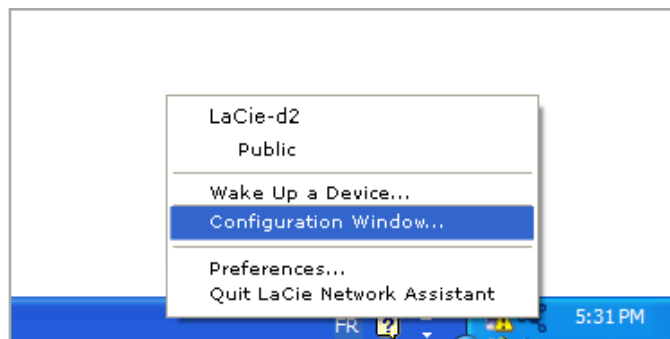 LaCie-d2
Public
Wake Up a Device...
Configuration Window...
Preferences...
Quit LaCie Network Assistant
FR
?
5:31 PM